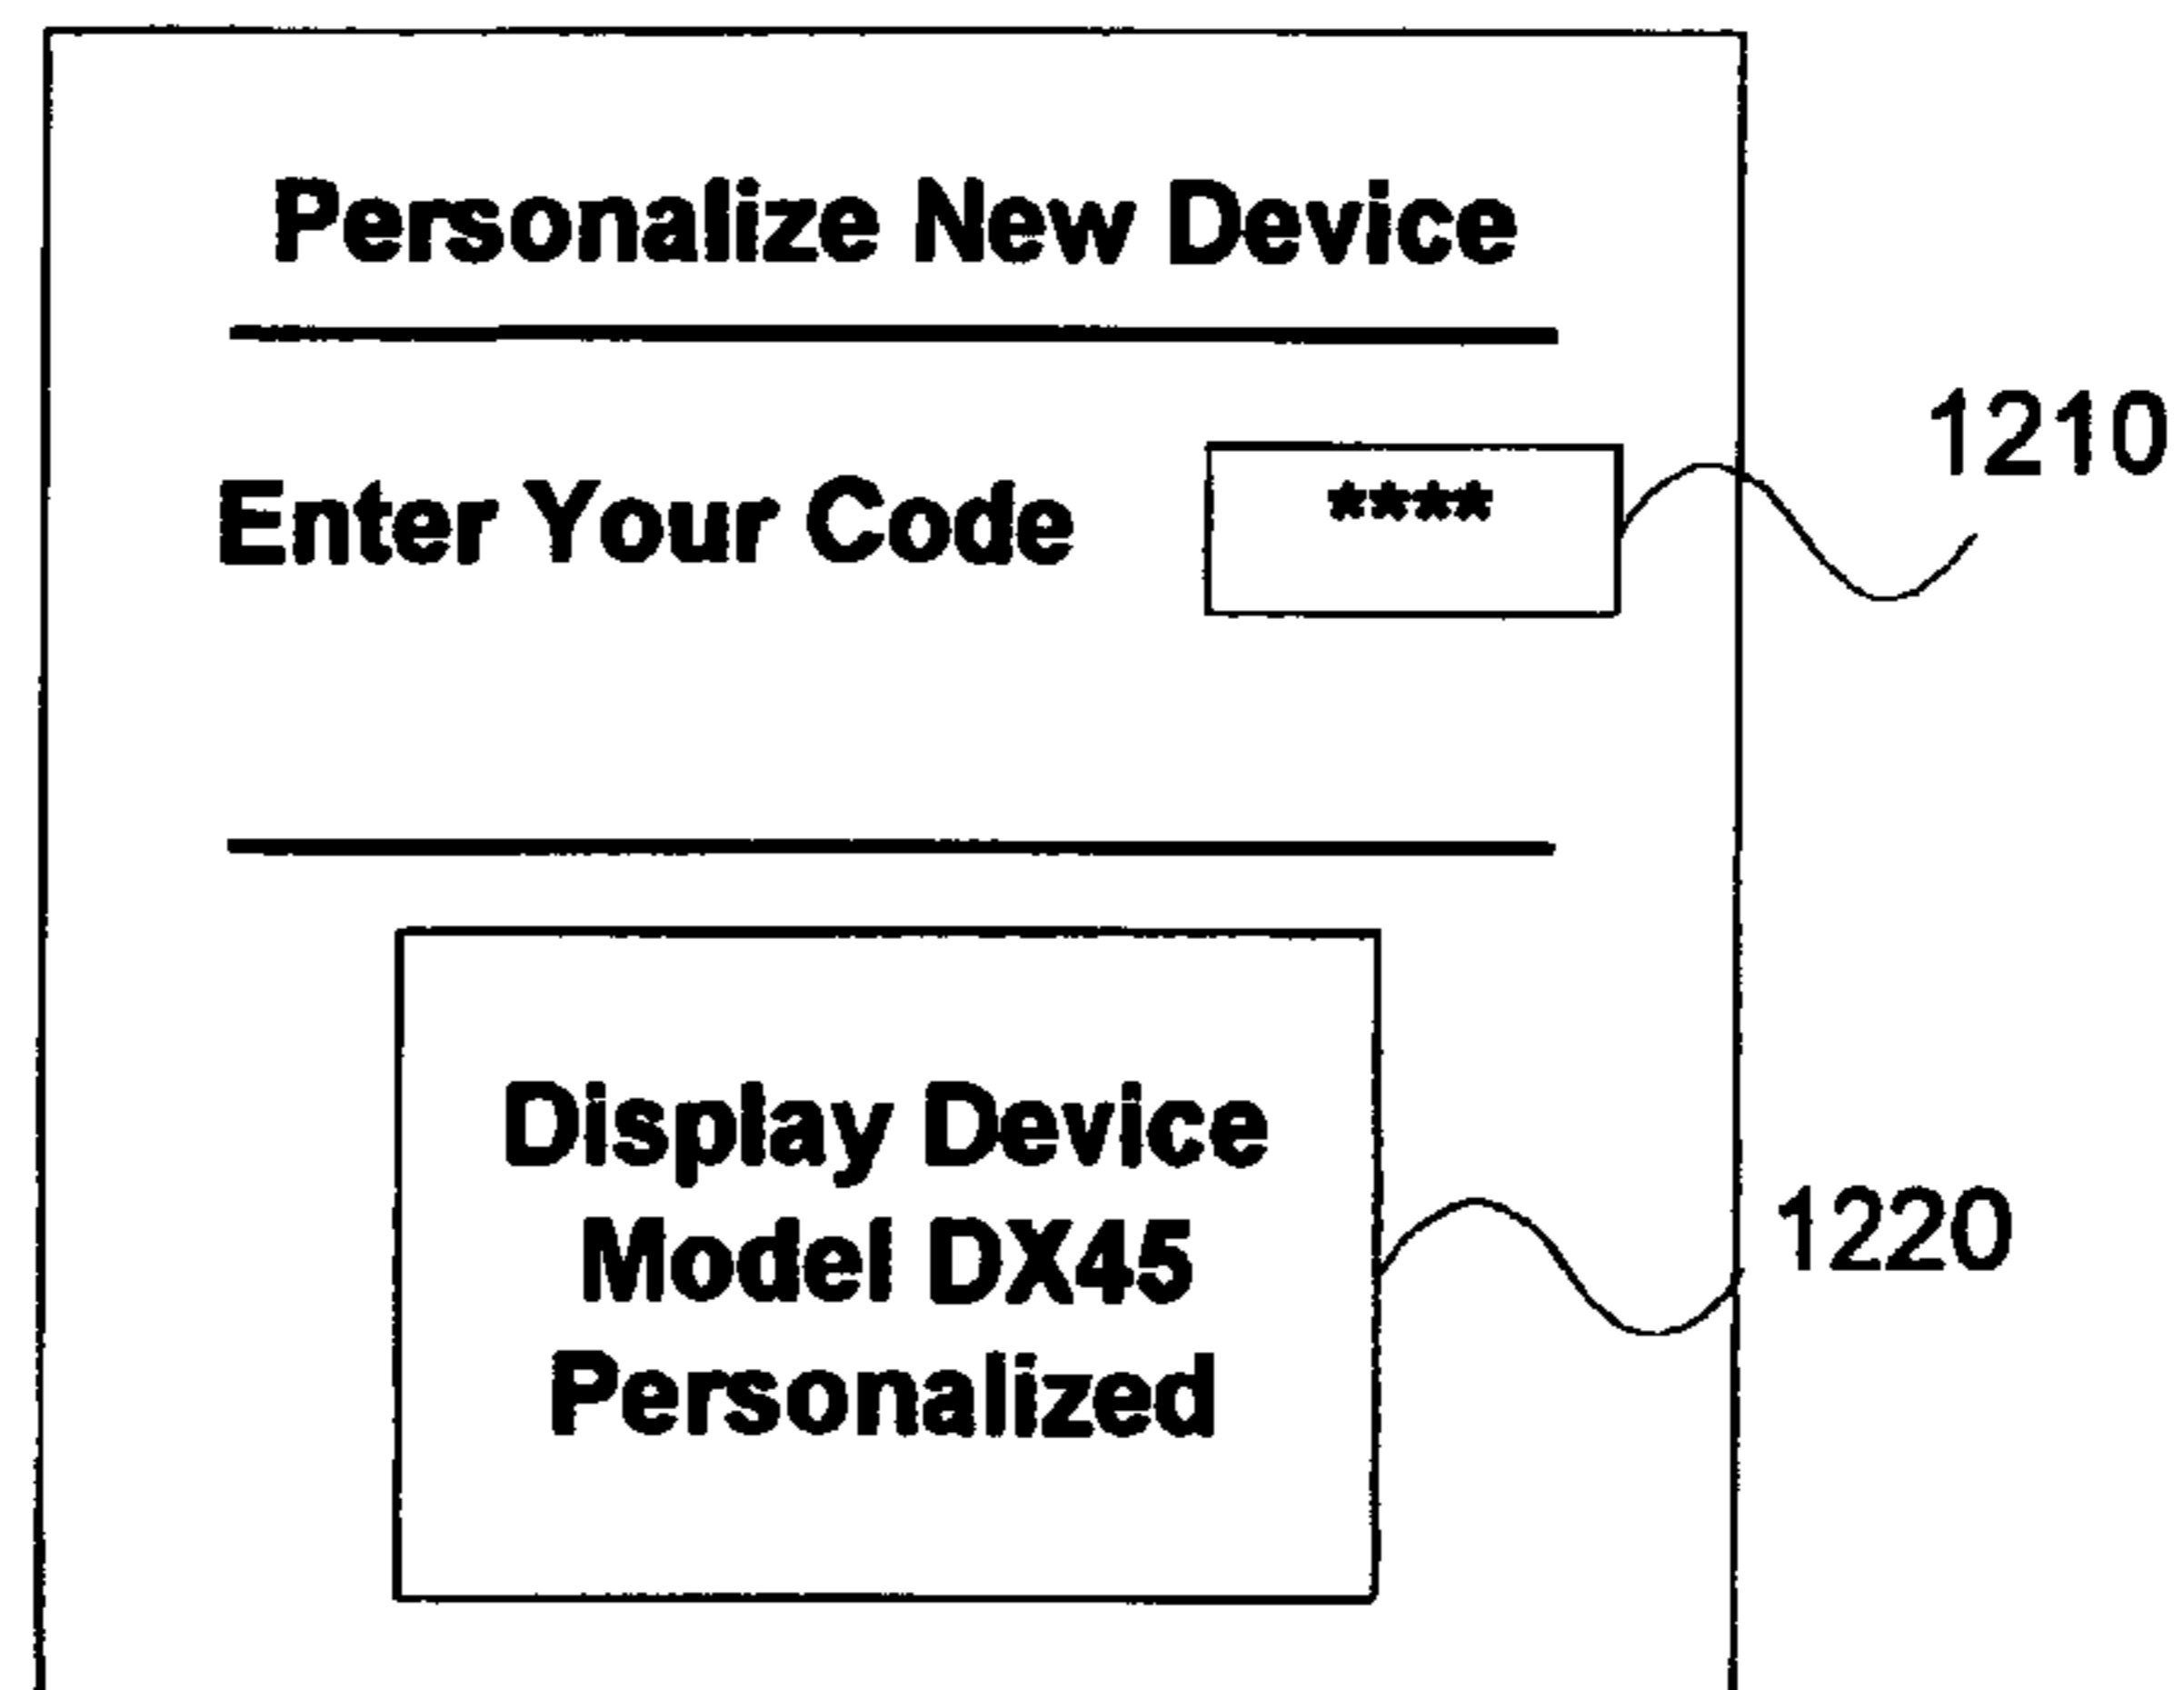 Personalize New Device
1210
Enter Your Code ****
Display Device
Model DX45
Personalized
1220